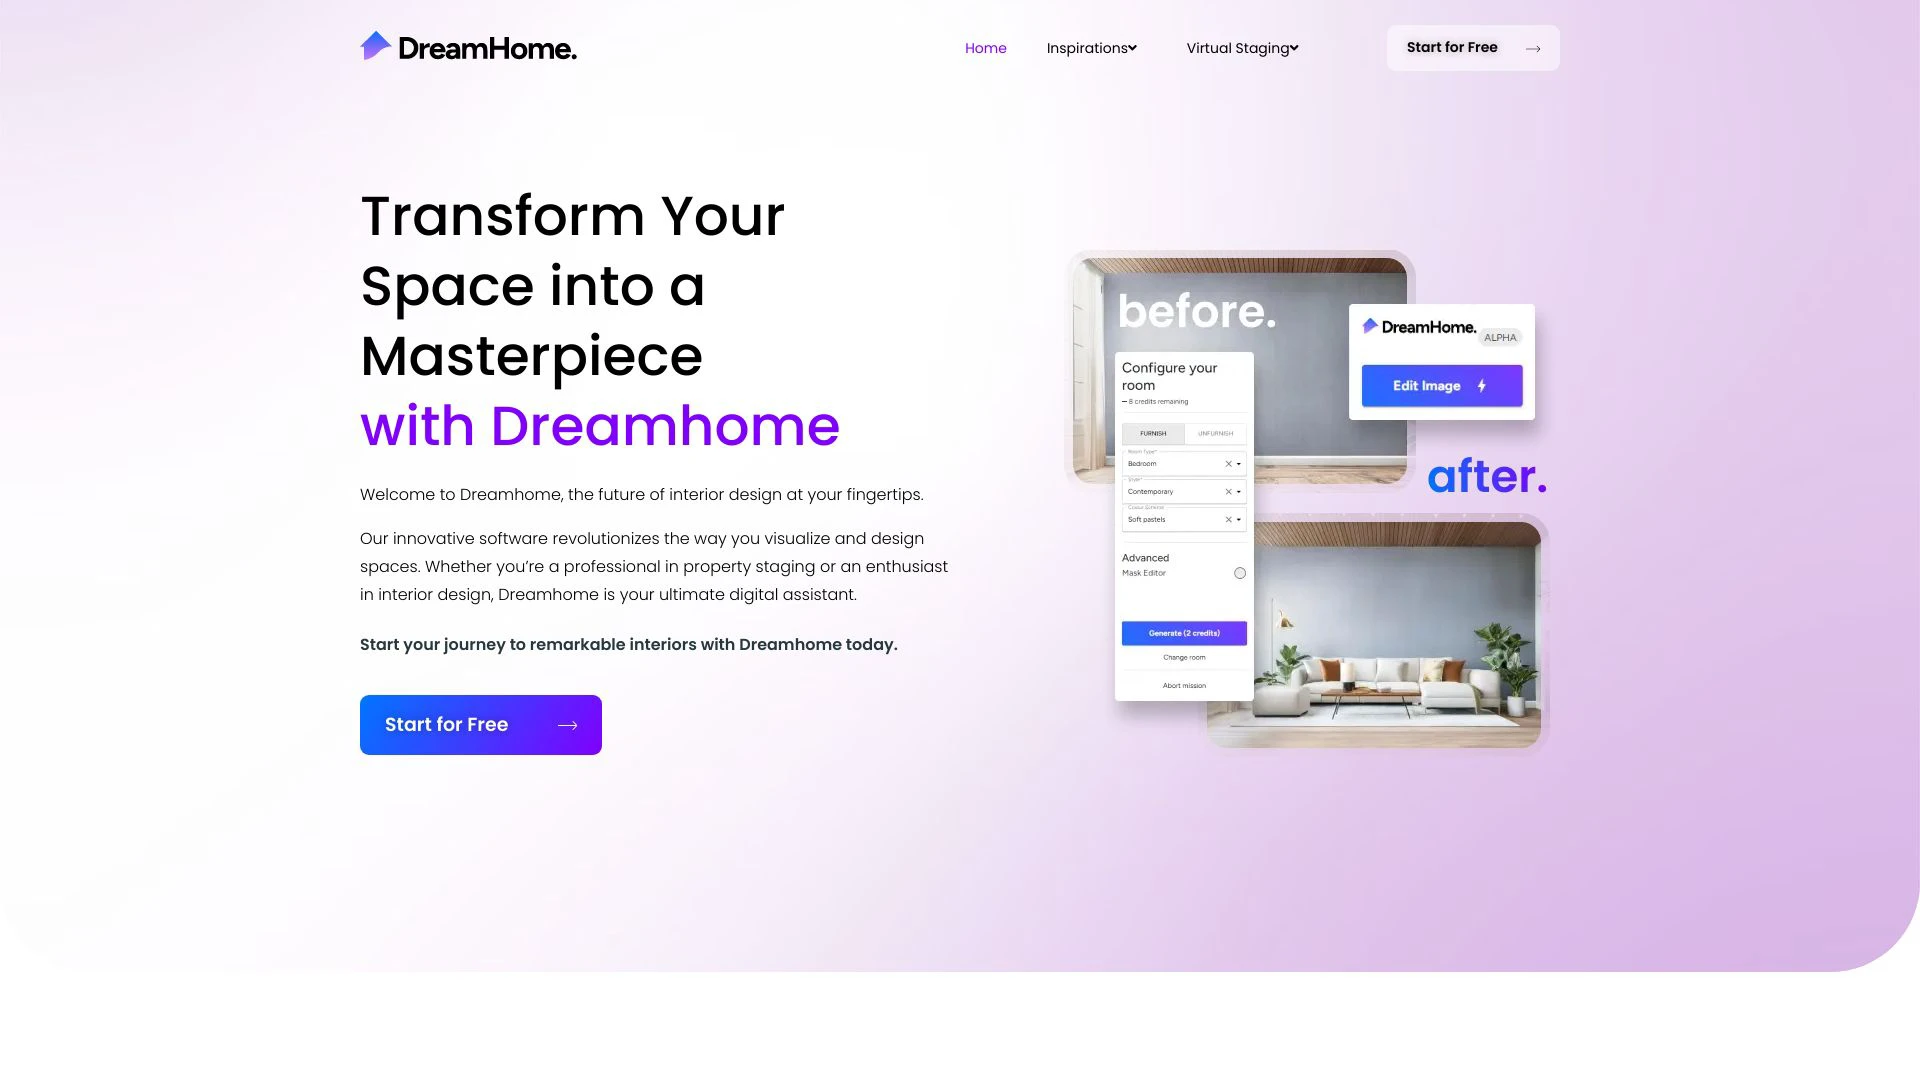 DreamHome.
Home
Inspirations
Virtual Staging
Start for Free
Transform Your
Space into a
Masterpiece
with Dreamhome
Welcome to Dreamhome, the future of interior design at your fingertips.
Our innovative software revolutionizes the way you visualize and design
spaces. Whether you’re a professional in property staging or an enthusiast
in interior design, Dreamhome is your ultimate digital assistant.
Start your journey to remarkable interiors with Dreamhome today.
Start for Free
before.
DreamHome.
ALPHA
Edit Image
after.
Configure your
room
8 credits remaining
FURNISH
UNFURNISH
Room Type*
Bedroom
Style*
Contemporary
Colour Scheme
Soft pastels
Advanced
Mask Editor
Generate (2 credits)
Change room
Abort mission